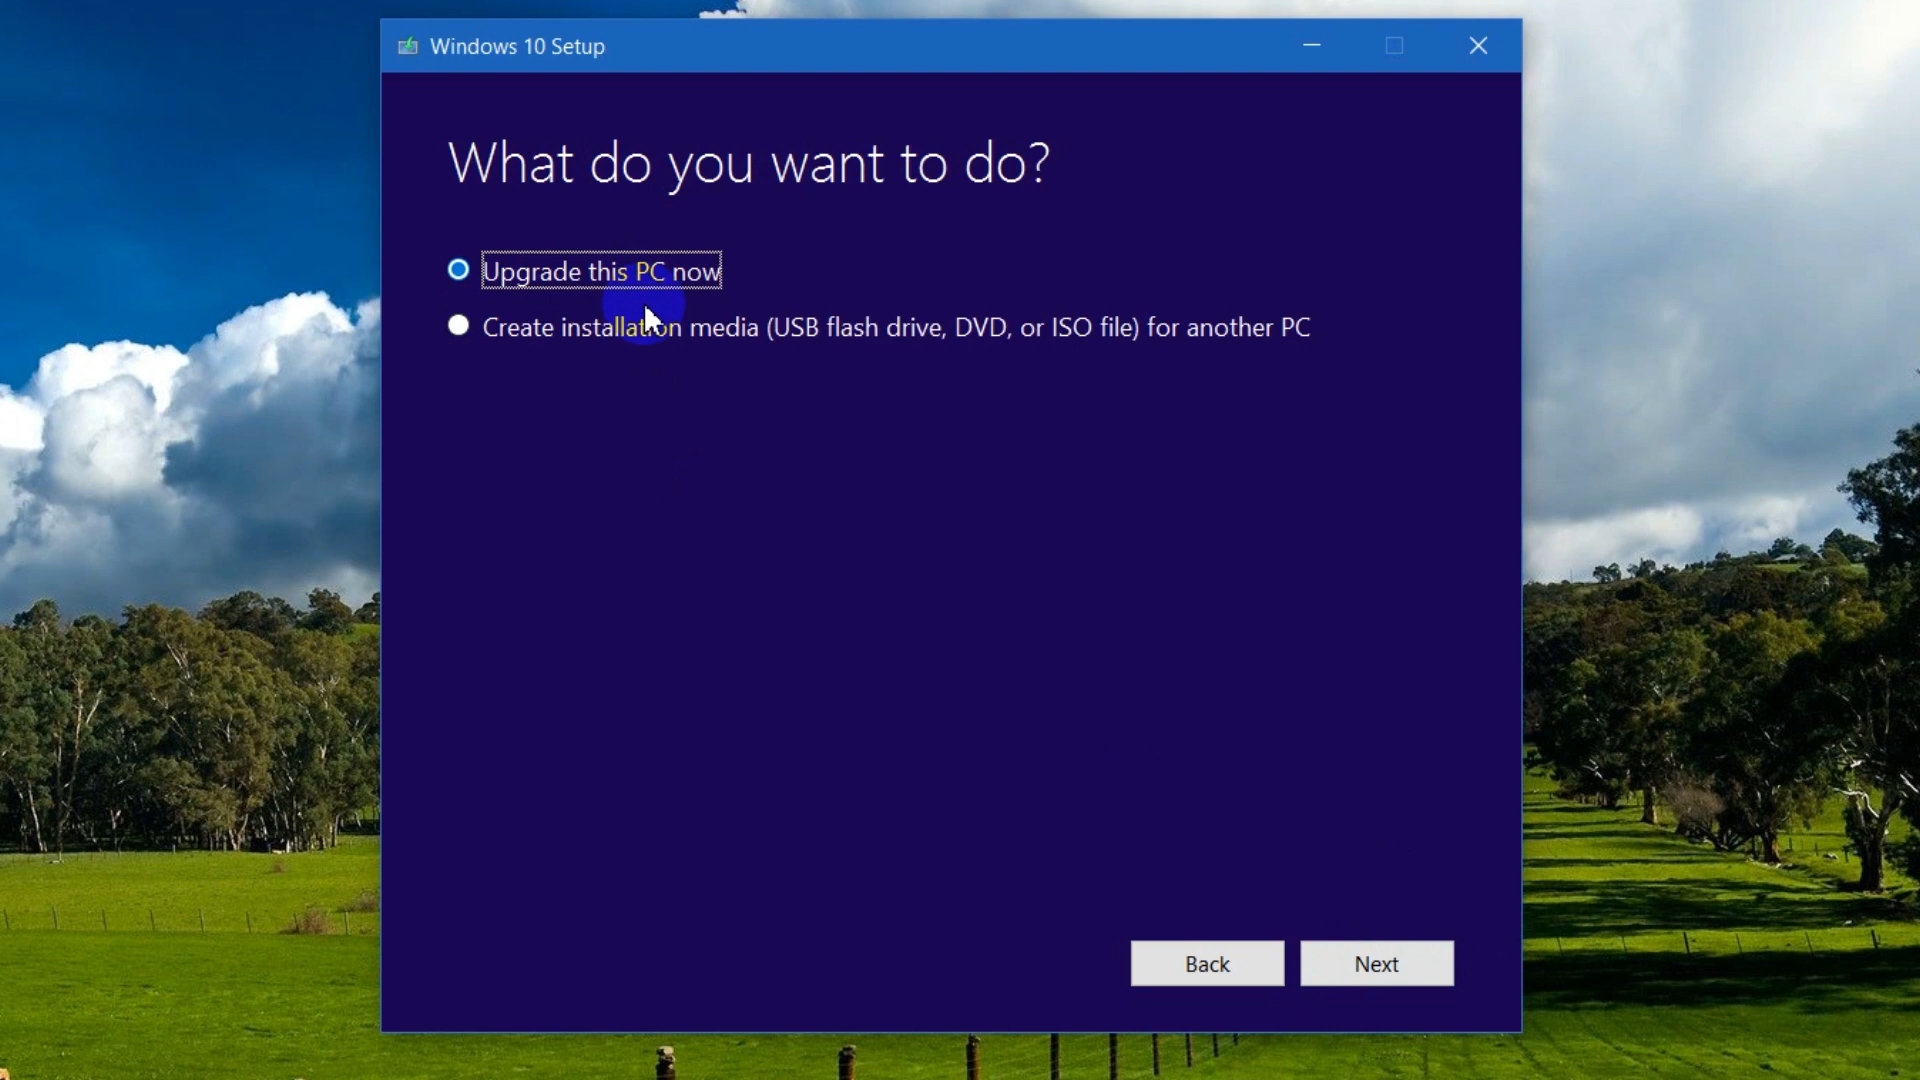 Windows 10 Setup
What do you want to do?
Upgrade this PC now
Create installation media (USB flash drive, DVD, or ISO file) for another PC
Back
Next